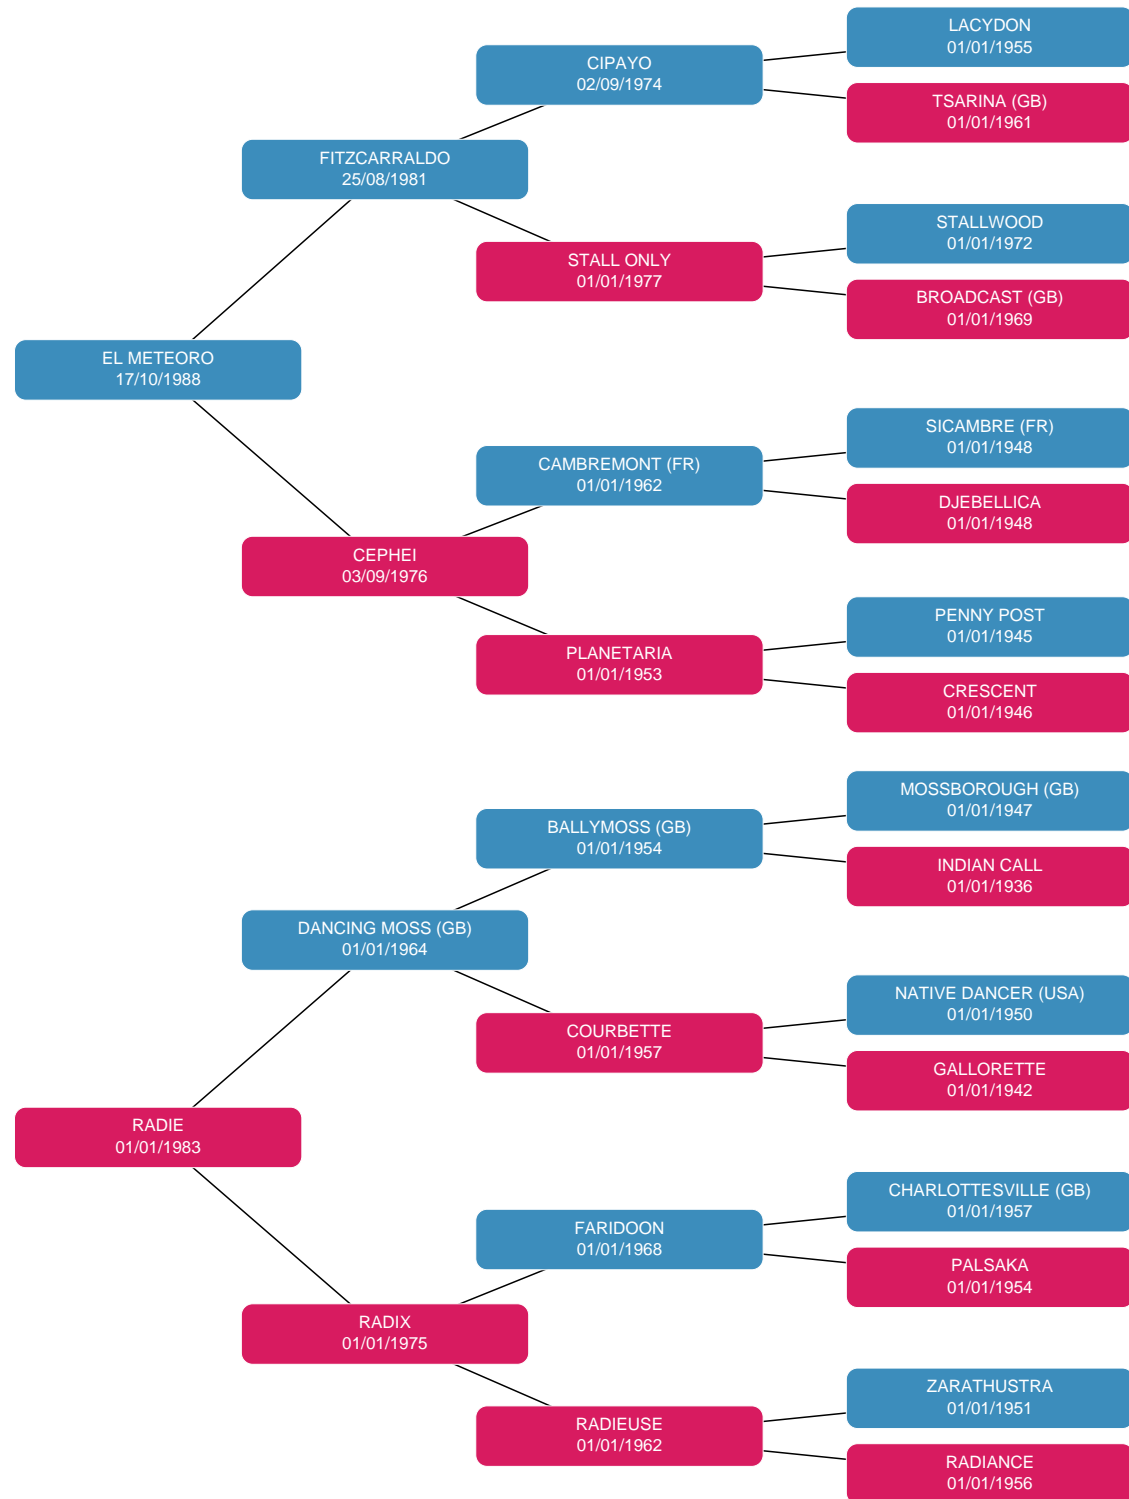 LACYDON
01/01/1955
CIPAYO
02/09/1974
TSARINA (GB)
01/01/1961
FITZCARRALDO
25/08/1981
STALLWOOD
01/01/1972
STALL ONLY
01/01/1977
BROADCAST (GB)
01/01/1969
EL METEORO
17/10/1988
SICAMBRE (FR)
01/01/1948
CAMBREMONT (FR)
01/01/1962
DJEBELLICA
01/01/1948
CEPHEI
03/09/1976
PENNY POST
01/01/1945
PLANETARIA
01/01/1953
CRESCENT
01/01/1946
MOSSBOROUGH (GB)
01/01/1947
BALLYMOSS (GB)
01/01/1954
INDIAN CALL
01/01/1936
DANCING MOSS (GB)
01/01/1964
NATIVE DANCER (USA)
01/01/1950
COURBETTE
01/01/1957
GALLORETTE
01/01/1942
RADIE
01/01/1983
CHARLOTTESVILLE (GB)
01/01/1957
FARIDOON
01/01/1968
PALSAKA
01/01/1954
RADIX
01/01/1975
ZARATHUSTRA
01/01/1951
RADIEUSE
01/01/1962
RADIANCE
01/01/1956